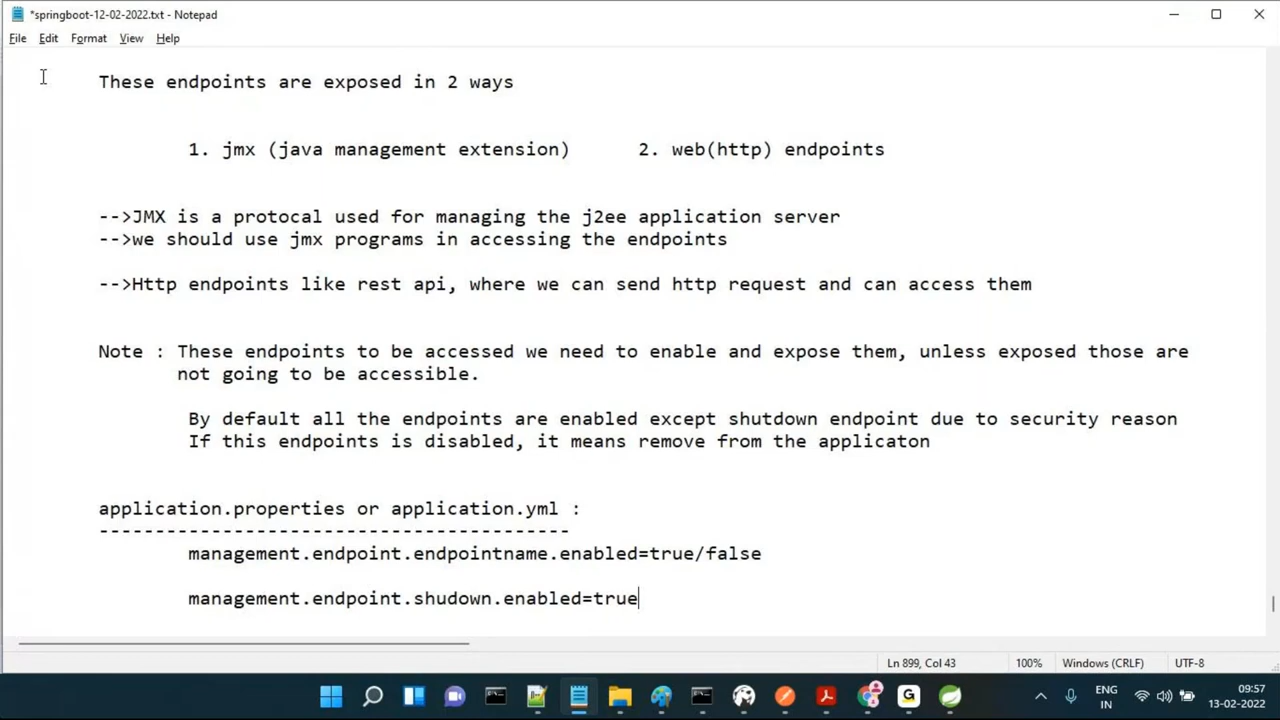 *springboot-12-02-2022.txt - Notepad
File Edit Format View Help
These endpoints are exposed in 2 ways
1. jmx (java management extension) 2. web(http) endpoints
-->JMX is a protocal used for managing the j2ee application server
-->we should use jmx programs in accessing the endpoints
-->Http endpoints like rest api, where we can send http request and can access them
Note : These endpoints to be accessed we need to enable and expose them, unless exposed those are
not going to be accessible.
By default all the endpoints are enabled except shutdown endpoint due to security reason
If this endpoints is disabled, it means remove from the applicaton
application.properties or application.yml :
------------------------------------------
management.endpoint.endpointname.enabled=true/false
management.endpoint.shudown.enabled=true
Ln 899, Col 43 100% Windows (CRLF) UTF-8
ENG 09:57
IN 13-02-2022